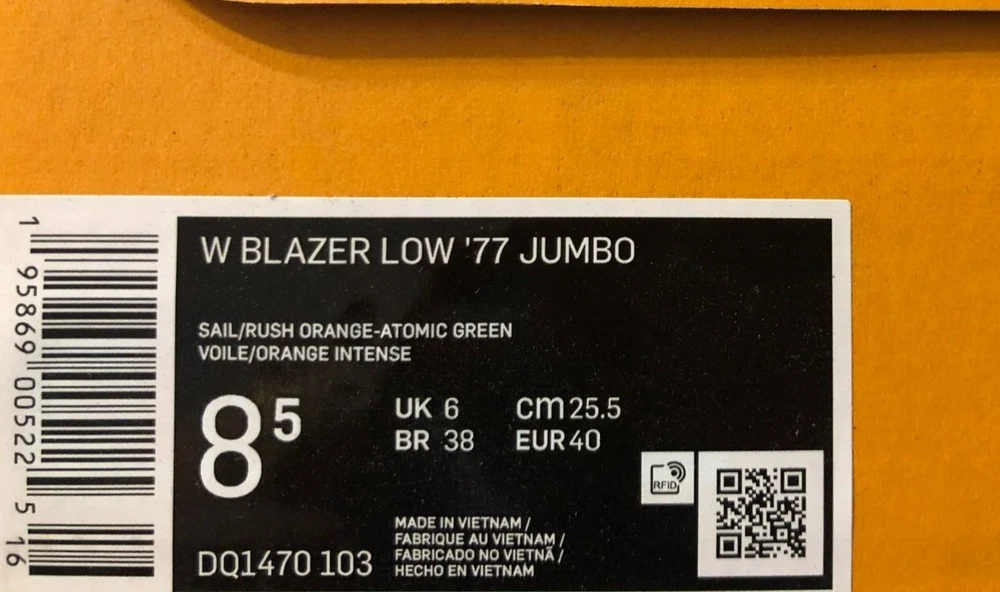 W BLAZER LOW '77 JUMBO
SAIL/RUSH ORANGE-ATOMIC GREEN
VOILE/ORANGE INTENSE
8 5
UK 6 cm 25.5
BR 38 EUR 40
RFID
MADE IN VIETNAM /
FABRIQUE AU VIETNAM /
FABRICADO NO VIETNÃ /
HECHO EN VIETNAM
DQ1470 103
1 95869 00522 5 16